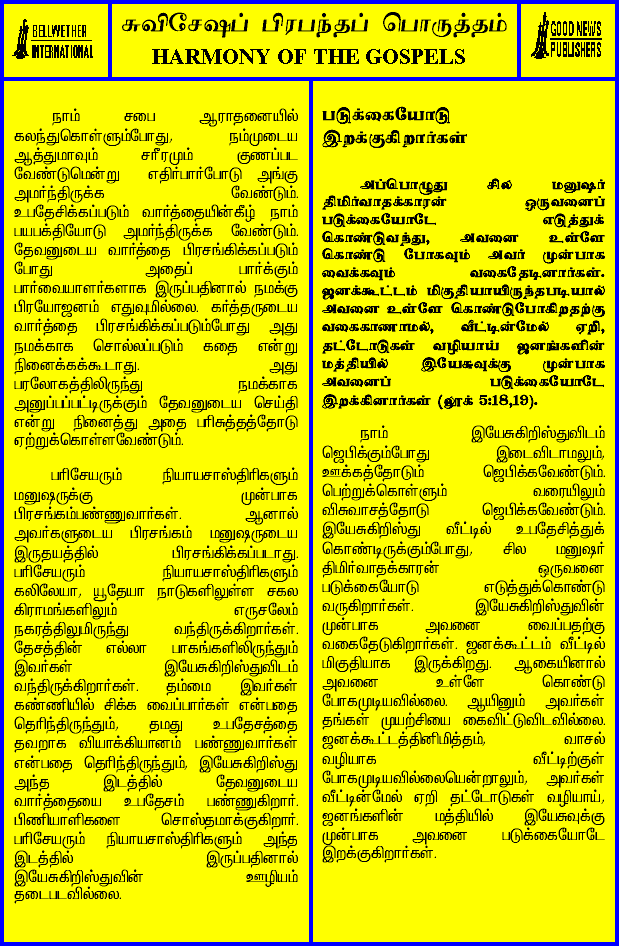 BELLWETHER
INTERNATIONAL
சுவிசேஷப் பிரபந்தப் பொருத்தம்
HARMONY OF THE GOSPELS
GOOD NEWS
PUBLISHERS
நாம் சபை ஆராதனையில்
கலந்துகொள்ளும்போது, நம்முடைய
ஆத்துமாவும் சரீரமும் குணப்பட
வேண்டுமென்று எதிர்பார்போடு அங்கு
அமர்ந்திருக்க வேண்டும்.
உபதேசிக்கப்படும் வார்த்தையின்கீழ் நாம்
பயபக்தியோடு அமர்ந்திருக்க வேண்டும்.
தேவனுடைய வார்த்தை பிரசங்கிக்கப்படும்
போது அதைப் பார்க்கும்
பார்வையாளர்களாக இருப்பதினால் நமக்கு
பிரயோஜனம் எதுவுமில்லை. கர்த்தருடைய
வார்த்தை பிரசங்கிக்கப்படும்போது அது
நமக்காக சொல்லப்படும் கதை என்று
நினைக்கக்கூடாது. அது
பரலோகத்திலிருந்து நமக்காக
அனுப்பப்பட்டிருக்கும் தேவனுடைய செய்தி
என்று நினைத்து அதை பரிசுத்தத்தோடு
ஏற்றுக்கொள்ளவேண்டும்.
பரிசேயரும் நியாயசாஸ்திரிகளும்
மனுஷருக்கு முன்பாக
பிரசங்கம்பண்ணுவார்கள். ஆனால்
அவர்களுடைய பிரசங்கம் மனுஷருடைய
இருதயத்தில் பிரசங்கிக்கப்படாது.
பரிசேயரும் நியாயசாஸ்திரிகளும்
கலிலேயா, யூதேயா நாடுகளிலுள்ள சகல
கிராமங்களிலும் எருசலேம்
நகரத்திலுமிருந்து வந்திருக்கிறார்கள்.
தேசத்தின் எல்லா பாகங்களிலிருந்தும்
இவர்கள் இயேசுகிறிஸ்துவிடம்
வந்திருக்கிறார்கள். தம்மை இவர்கள்
கண்ணியில் சிக்க வைப்பார்கள் என்பதை
தெரிந்திருந்தும், தமது உபதேசத்தை
தவறாக வியாக்கியானம் பண்ணுவார்கள்
என்பதை தெரிந்திருந்தும், இயேசுகிறிஸ்து
அந்த இடத்தில் தேவனுடைய
வார்த்தையை உபதேசம் பண்ணுகிறார்.
பிணியாளிகளை சொஸ்தமாக்குகிறார்.
பரிசேயரும் நியாயசாஸ்திரிகளும் அந்த
இடத்தில் இருப்பதினால்
இயேசுகிறிஸ்துவின் ஊழியம்
தடைபடவில்லை.
படுக்கையோடு
இறக்குகிறார்கள்
அப்பொழுது சில மனுஷர்
திமிர்வாதக்காரன் ஒருவனைப்
படுக்கையோடே எடுத்துக்
கொண்டுவந்து, அவனை உள்ளே
கொண்டு போகவும் அவர் முன்பாக
வைக்கவும் வகைதேடினார்கள்.
ஜனக்கூட்டம் மிகுதியாயிருந்தபடியால்
அவனை உள்ளே கொண்டுபோகிறதற்கு
வகைகாணாமல், வீட்டின்மேல் ஏறி,
தட்டோடுகள் வழியாய் ஜனங்களின்
மத்தியில் இயேசுவுக்கு முன்பாக
அவனைப் படுக்கையோடே
இறக்கினார்கள் (லூக் 5:18,19).
நாம் இயேசுகிறிஸ்துவிடம்
ஜெபிக்கும்போது இடைவிடாமலும்,
ஊக்கத்தோடும் ஜெபிக்கவேண்டும்.
பெற்றுக்கொள்ளும் வரையிலும்
விசுவாசத்தோடு ஜெபிக்கவேண்டும்.
இயேசுகிறிஸ்து வீட்டில் உபதேசித்துக்
கொண்டிருக்கும்போது, சில மனுஷர்
திமிர்வாதக்காரன் ஒருவனை
படுக்கையோடு எடுத்துக்கொண்டு
வருகிறார்கள். இயேசுகிறிஸ்துவின்
முன்பாக அவனை வைப்பதற்கு
வகைதேடுகிறார்கள். ஜனக்கூட்டம் வீட்டில்
மிகுதியாக இருக்கிறது. ஆகையினால்
அவனை உள்ளே கொண்டு
போகமுடியவில்லை. ஆயினும் அவர்கள்
தங்கள் முயற்சியை கைவிட்டுவிடவில்லை.
ஜனக்கூட்டத்தினிமித்தம், வாசல்
வழியாக வீட்டிற்குள்
போகமுடியவில்லையென்றாலும், அவர்கள்
வீட்டின்மேல் ஏறி தட்டோடுகள் வழியாய்,
ஜனங்களின் மத்தியில் இயேசுவுக்கு
முன்பாக அவனை படுக்கையோடே
இறக்குகிறார்கள்.